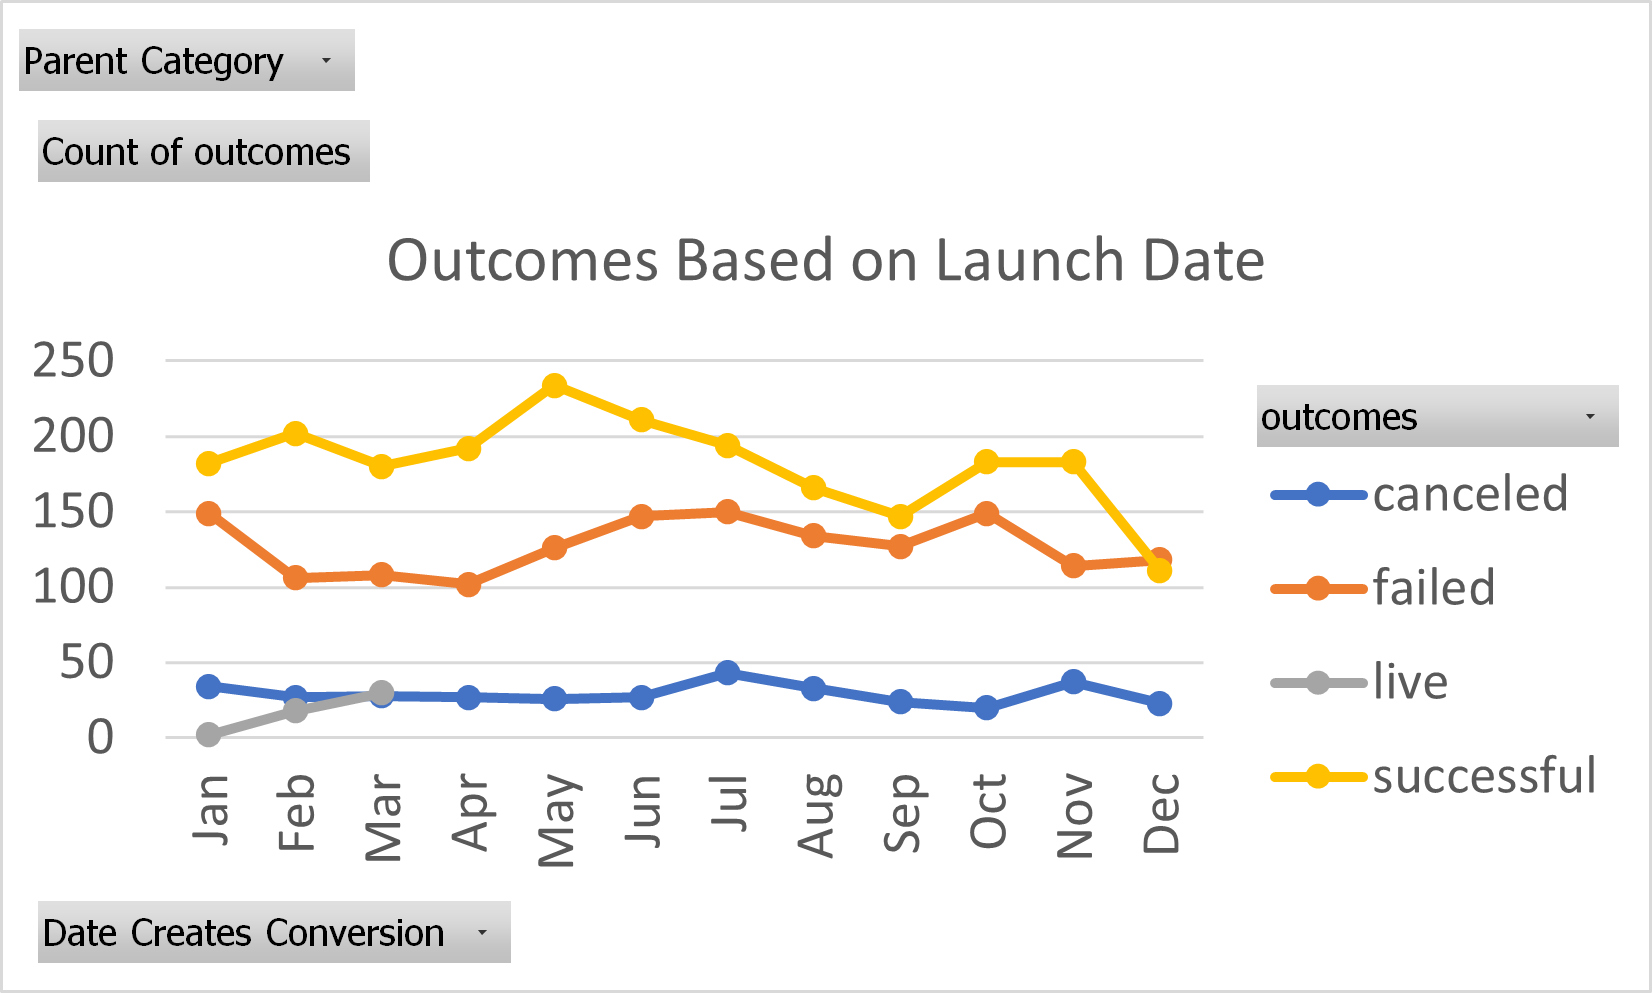 Parent Category
Count of outcomes
Outcomes Based on Launch Date
250
200
150
100
50
0
Jan
Feb
Mar
Apr
May
Jun
Jul
Aug
Sep
Oct
Nov
Dec
outcomes
canceled
failed
live
successful
Date Creates Conversion